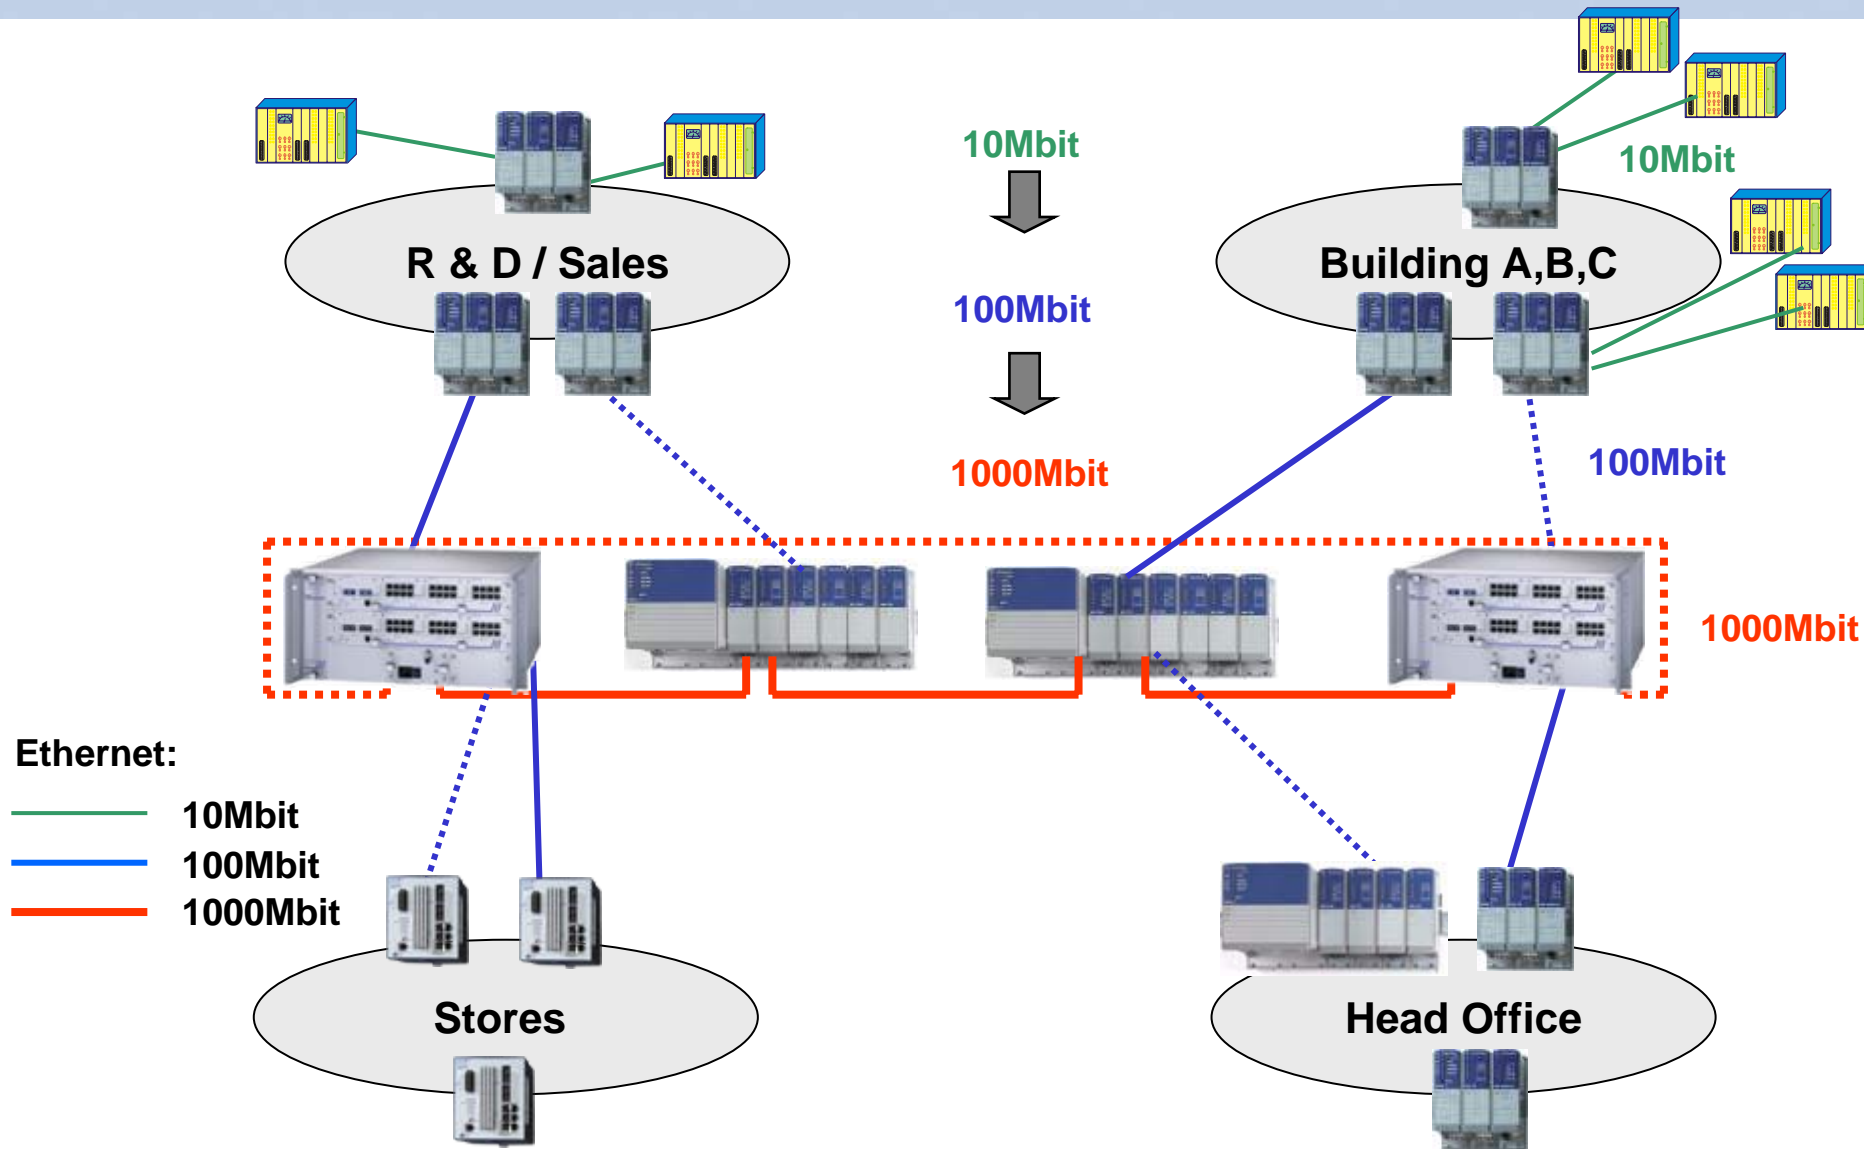 10Mbit
10Mbit
R & D / Sales
Building A,B,C
100Mbit
1000Mbit
100Mbit
1000Mbit
Ethernet:
10Mbit
100Mbit
1000Mbit
Stores
Head Office